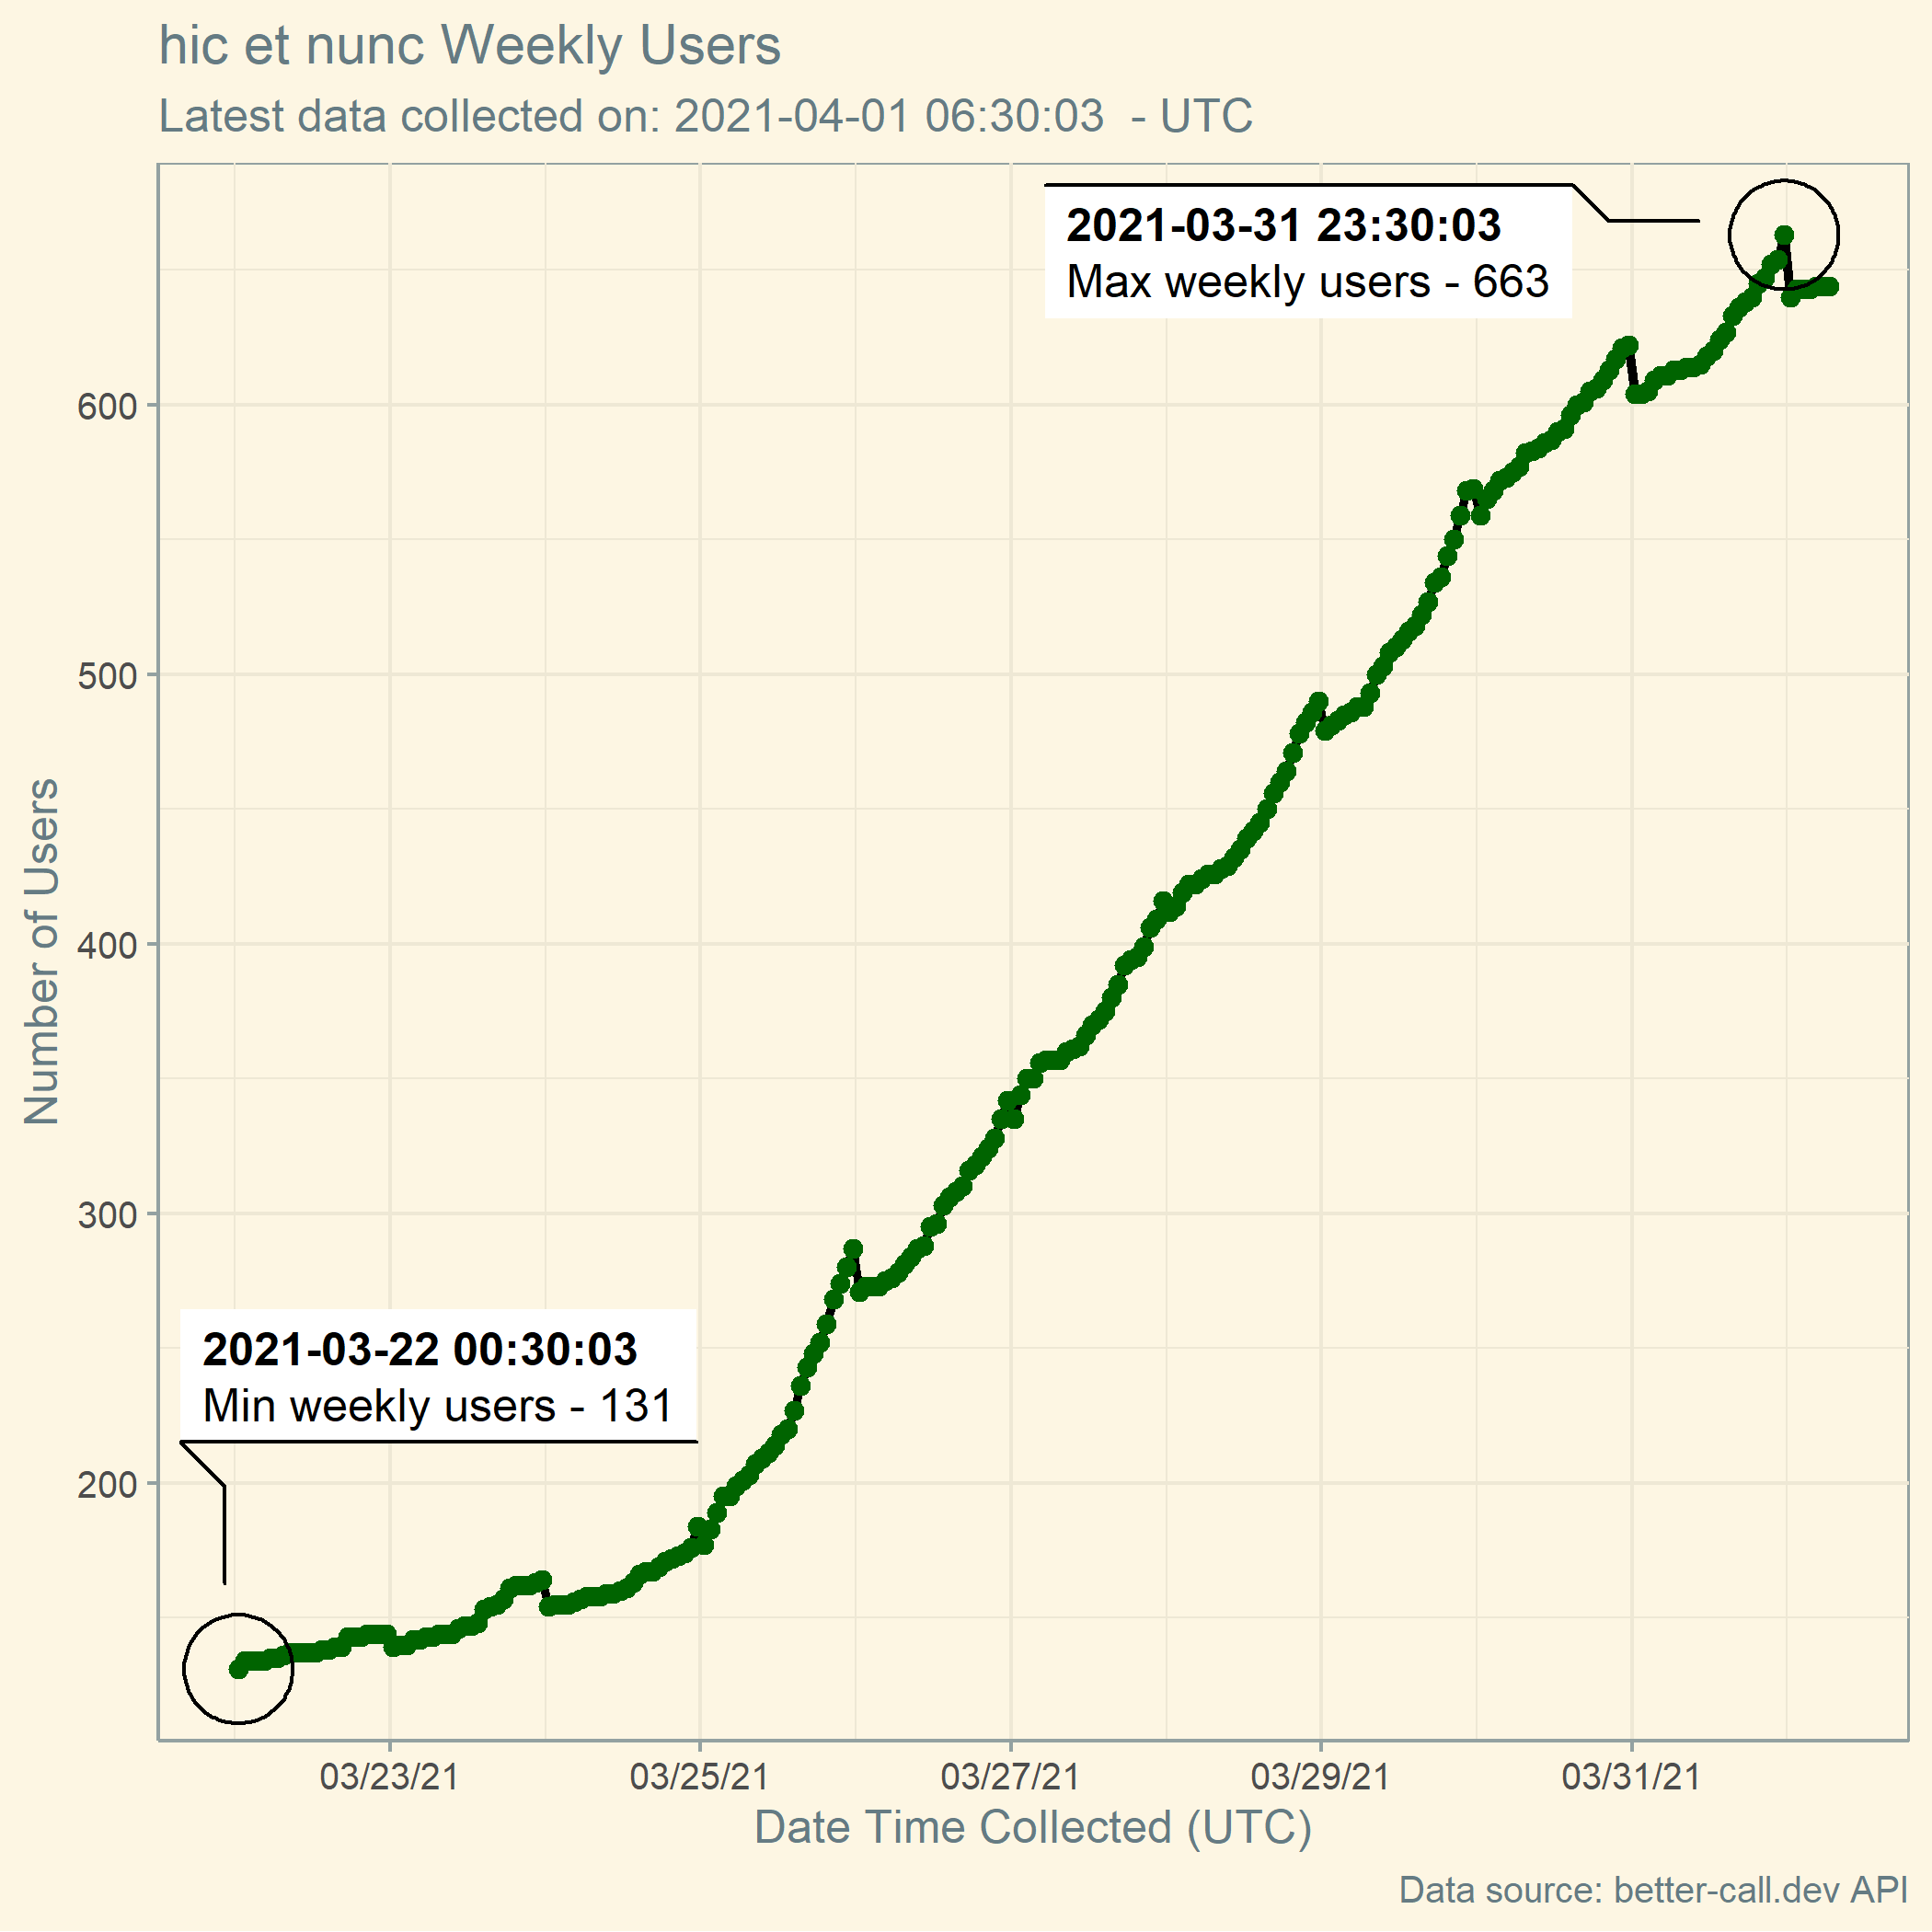 hic et nunc Weekly Users
Latest data collected on: 2021-04-01 06:30:03  - UTC
2021-03-31 23:30:03
Max weekly users - 663
600
500
400
300
200
Number of Users
2021-03-22 00:30:03
Min weekly users - 131
03/23/21 03/25/21 03/27/21 03/29/21 03/31/21
Date Time Collected (UTC)
Data source: better-call.dev API